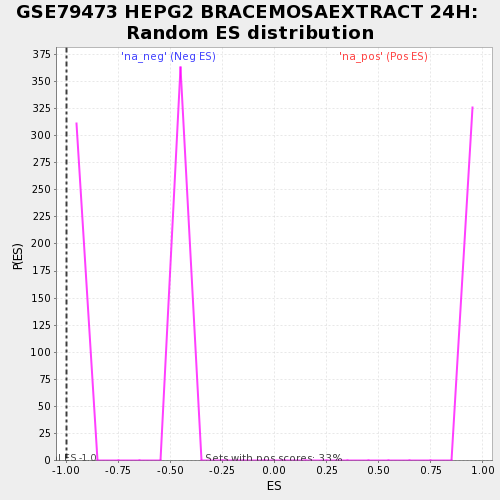 GSE79473 HEPG2 BRACEMOSAEXTRACT 24H:
Random ES distribution
'na_neg' (Neg ES) 'na_pos' (Pos ES)
375
350
325
300
275
250
225
200
175
150
125
100
75
50
25
0
P(ES)
Sets with pos scores: 33%
-1.00 -0.75 -0.50 -0.25 0.00 0.25 0.50 0.75 1.00
ES